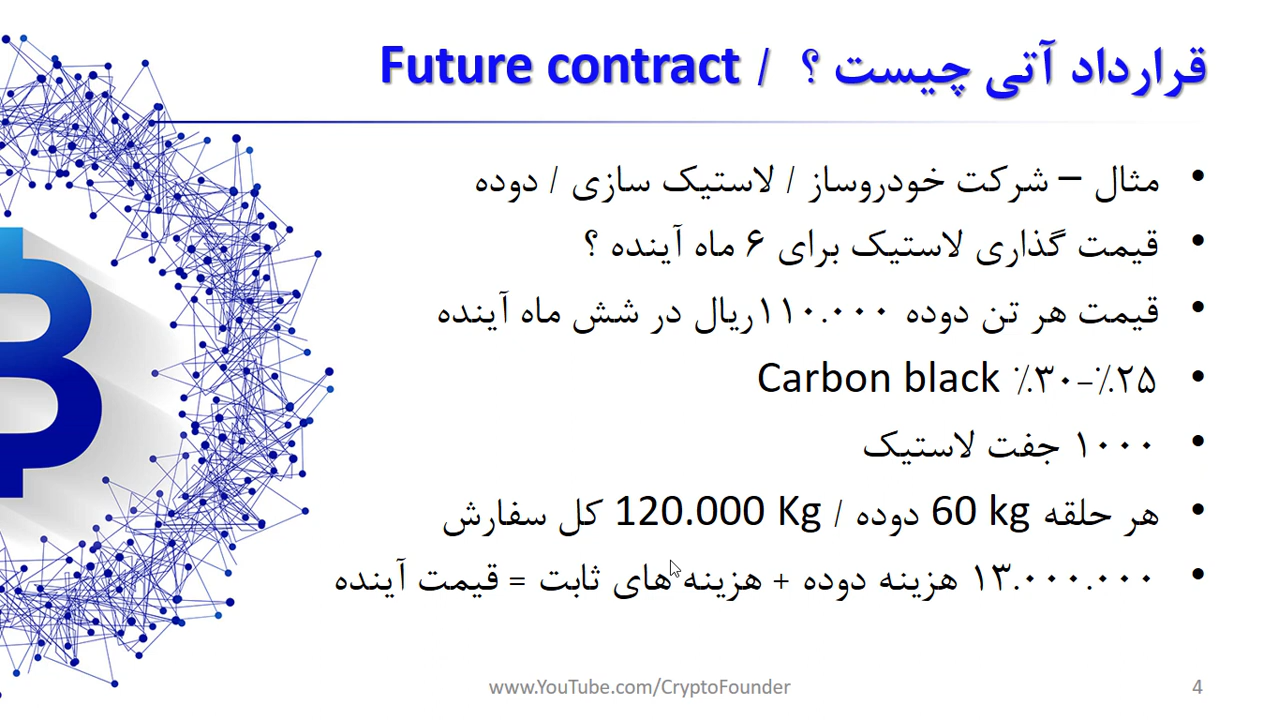 قرارداد آتی چیست ؟ / Future contract
• مثال – شرکت خودروساز / لاستیک سازی / دوده
• قیمت گذاری لاستیک برای ۶ ماه آینده ؟
• قیمت هر تن دوده ۱۱۰.۰۰۰ریال در شش ماه آینده
• ۲۵٪-۳۰٪ Carbon black
• ۱۰۰۰ جفت لاستیک
• هر حلقه 60 kg دوده / 120.000 Kg کل سفارش
• ۱۳.۰۰۰.۰۰۰ هزینه دوده + هزینه های ثابت = قیمت آینده
www.YouTube.com/CryptoFounder
4